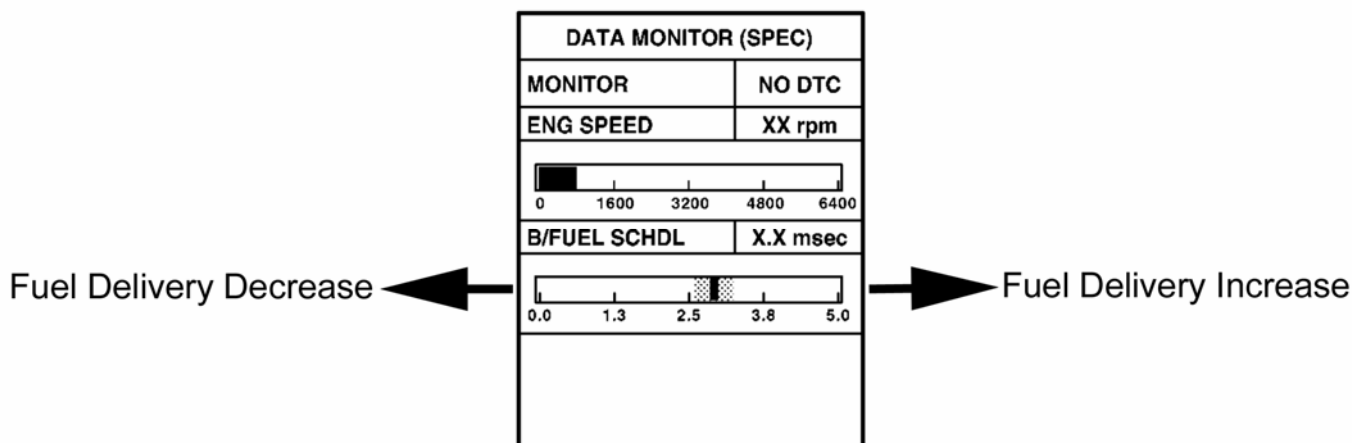 DATA MONITOR (SPEC)
MONITOR NO DTC
ENG SPEED XX rpm
0 1600 3200 4800 6400
B/FUEL SCHDL X.X msec
Fuel Delivery Decrease Fuel Delivery Increase
0.0 1.3 2.5 3.8 5.0